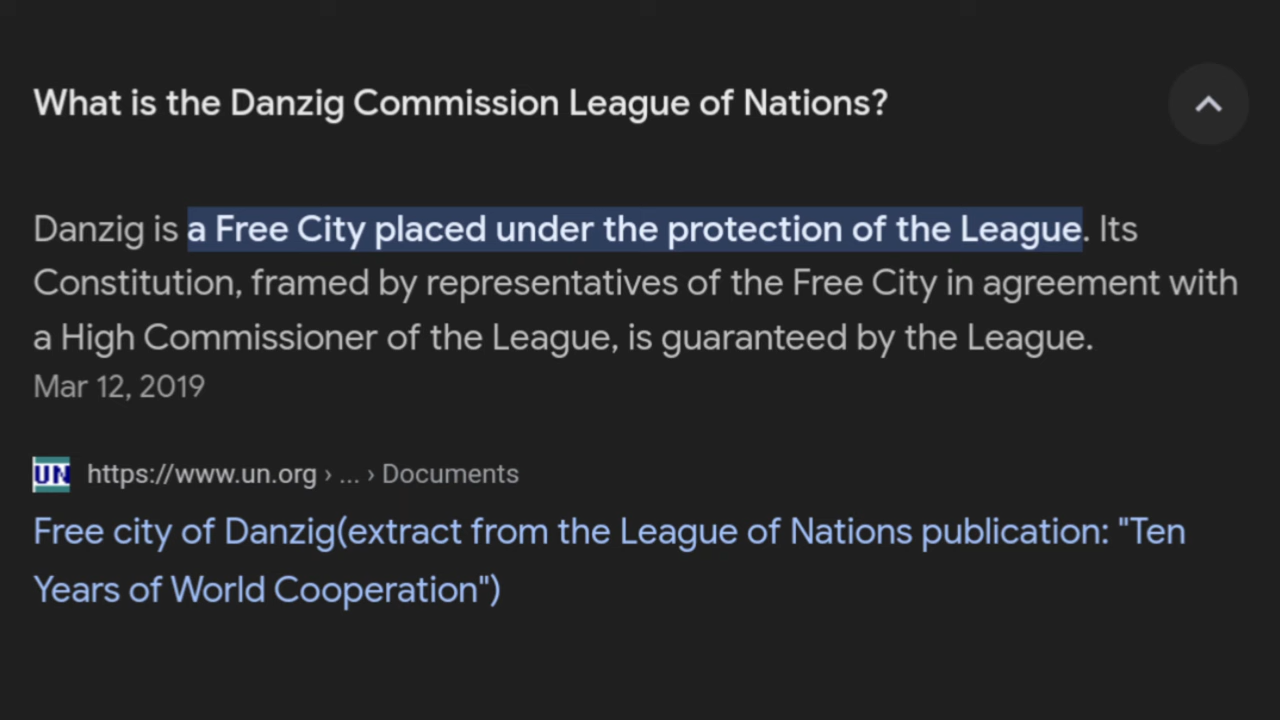 What is the Danzig Commission League of Nations?
Danzig is a Free City placed under the protection of the League. Its
Constitution, framed by representatives of the Free City in agreement with
a High Commissioner of the League, is guaranteed by the League.
Mar 12, 2019
UN https://www.un.org › ... › Documents
Free city of Danzig(extract from the League of Nations publication: "Ten
Years of World Cooperation")